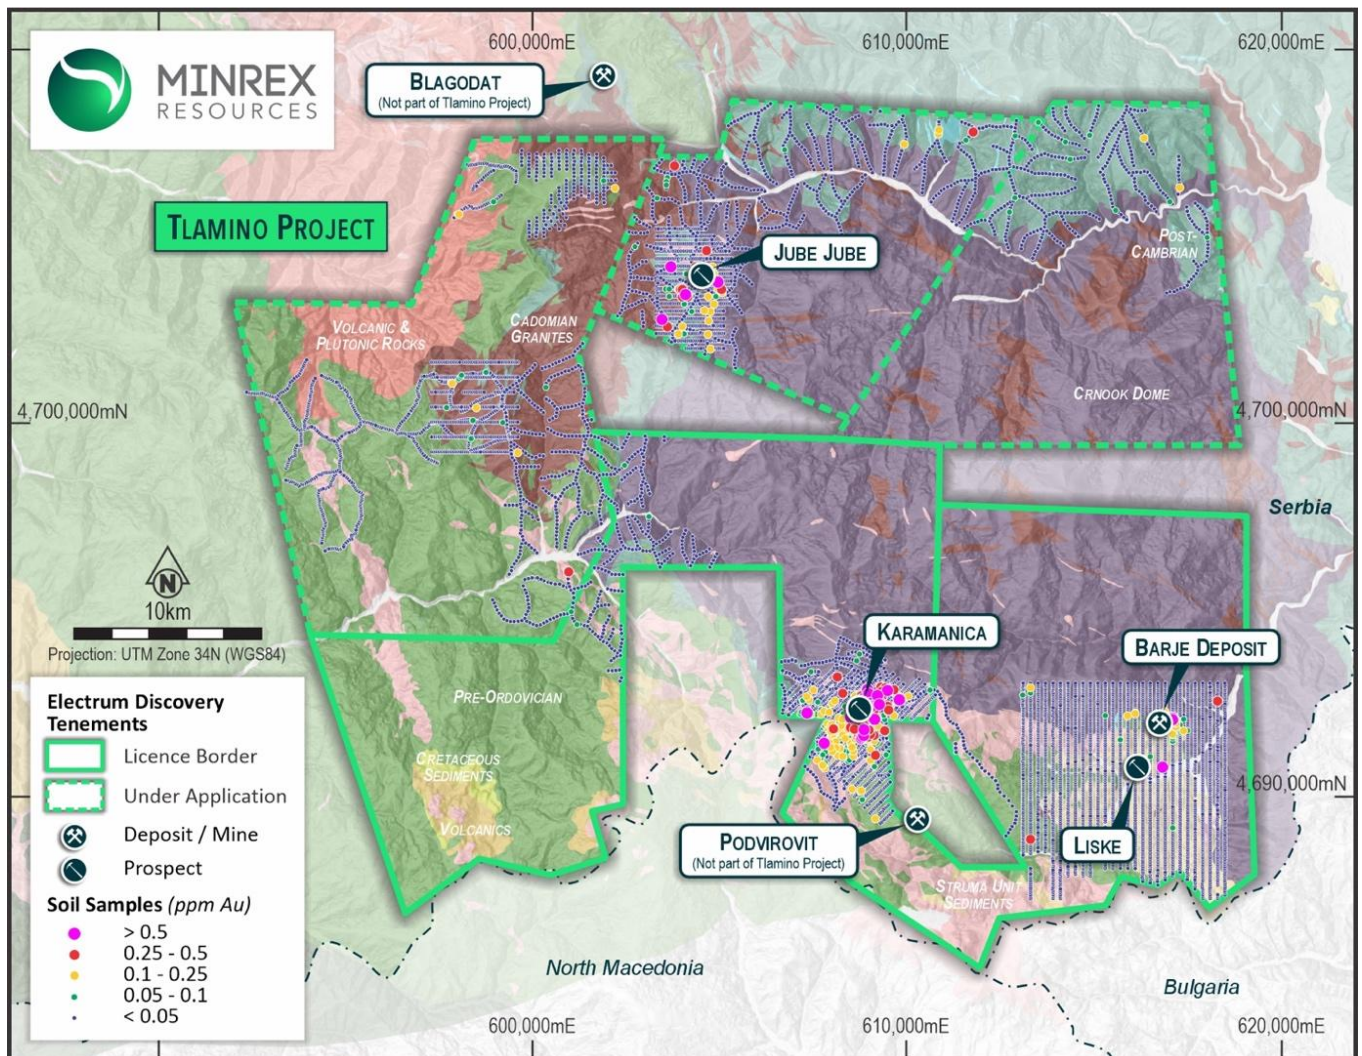 600,000mE
610,000mE
620,000mE
MINREX
RESOURCES
BLAGODAT
(Not part of Tlamino Project)
TLAMINO PROJECT
JUBE JUBE
POST-
CAMBRIAN
VOLCANIC &
PLUTONIC ROCKS
CADOMIAN
GRANITES
CRNOOK DOME
4,700,000mN
4,700,000mN
Serbia
N
10km
Projection: UTM Zone 34N (WGS84)
KARAMANICA
BARJE DEPOSIT
PRE-ORDOVICIAN
CRETACEOUS
SEDIMENTS
VOLCANICS
4,690,000mN
PODVIROVIT
(Not part of Tlamino Project)
LISKE
STRUMA UNIT
SEDIMENTS
North Macedonia
Bulgaria
Electrum Discovery
Tenements
Licence Border
Under Application
Deposit / Mine
Prospect
Soil Samples (ppm Au)
> 0.5
0.25 - 0.5
0.1 - 0.25
0.05 - 0.1
< 0.05
600,000mE
610,000mE
620,000mE